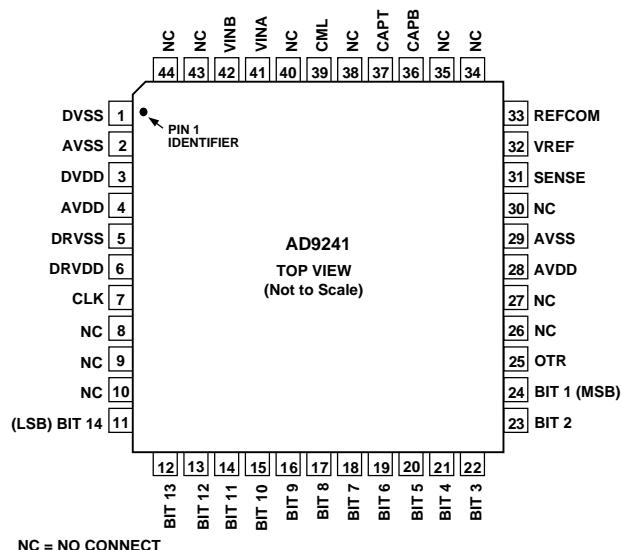 NC NC VINB VINA NC CML NC CAPT CAPB NC NC
44 43 42 41 40 39 38 37 36 35 34
DVSS 1
AVSS 2
DVDD 3
AVDD 4
DRVSS 5
DRVDD 6
CLK 7
NC 8
NC 9
NC 10
(LSB) BIT 14 11
PIN 1
IDENTIFIER
AD9241
TOP VIEW
(Not to Scale)
33 REFCOM
32 VREF
31 SENSE
30 NC
29 AVSS
28 AVDD
27 NC
26 NC
25 OTR
24 BIT 1 (MSB)
23 BIT 2
12 13 14 15 16 17 18 19 20 21 22
BIT 13 BIT 12 BIT 11 BIT 10 BIT 9 BIT 8 BIT 7 BIT 6 BIT 5 BIT 4 BIT 3
NC = NO CONNECT